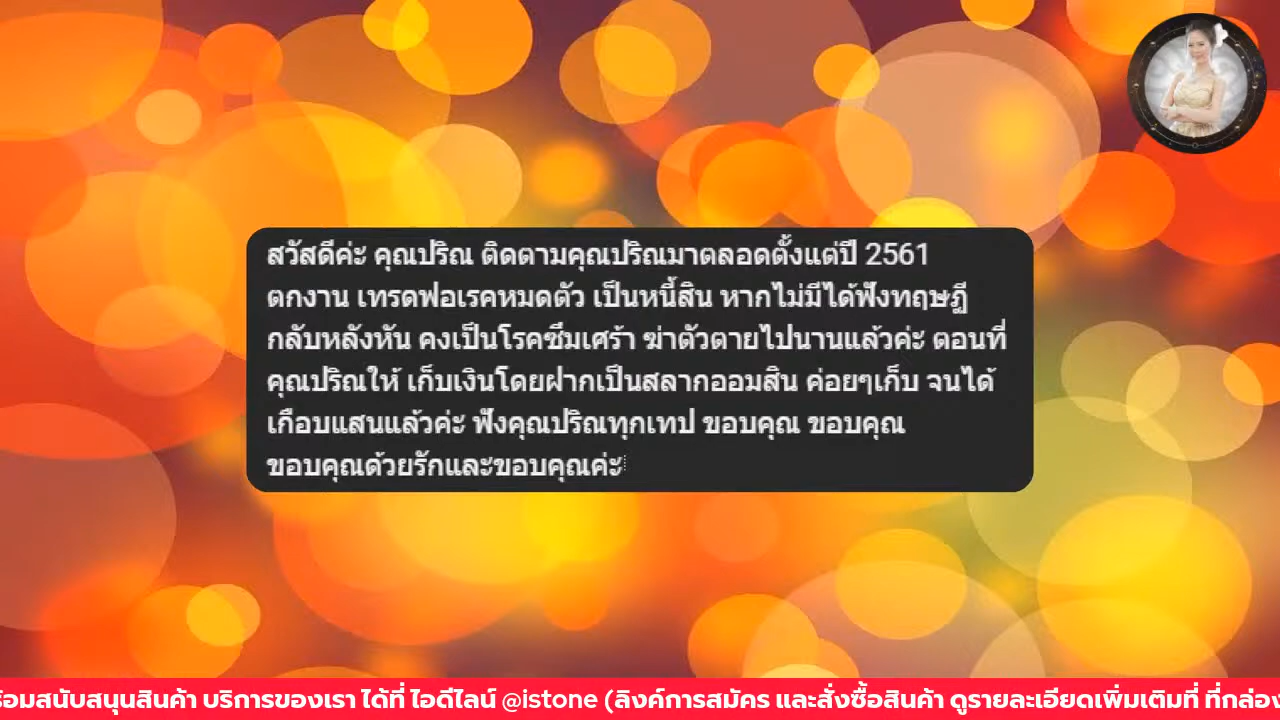 สวัสดีค่ะ คุณปริณ ติดตามคุณปริณมาตลอดตั้งแต่ปี 2561
ตกงาน เทรดฟอเรคหมดตัว เป็นหนี้สิน หากไม่มีได้ฟังทฤษฎี
กลับหลังหัน คงเป็นโรคซึมเศร้า ฆ่าตัวตายไปนานแล้วค่ะ ตอนที่
คุณปริณให้ เก็บเงินโดยฝากเป็นสลากออมสิน ค่อยๆเก็บ จนได้
เกือบแสนแล้วค่ะ ฟังคุณปริณทุกเทป ขอบคุณ ขอบคุณ
ขอบคุณด้วยรักและขอบคุณค่ะ
ร้อมสนับสนุนสินค้า บริการของเรา ได้ที่ ไอดีไลน์ @istone (ลิงค์การสมัคร และสั่งซื้อสินค้า ดูรายละเอียดเพิ่มเติมที่ ที่กล่อง